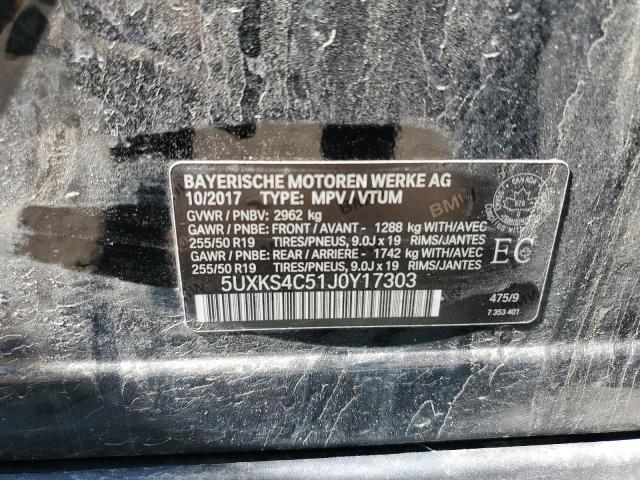 BAYERISCHE MOTOREN WERKE AG
10/2017 TYPE: MPV / VTUM
GVWR / PNBV: 2962 kg
GAWR / PNBE: FRONT / AVANT - 1288 kg WITH/AVEC
255/50 R19 TIRES/PNEUS, 9.0J x 19 RIMS/JANTES
GAWR / PNBE: REAR / ARRIERE - 1742 kg WITH/AVEC
255/50 R19 TIRES/PNEUS, 9.0J x 19 RIMS/JANTES
EC
5UXKS4C51J0Y17303
475/9
7 353 401
BMW
CANADA